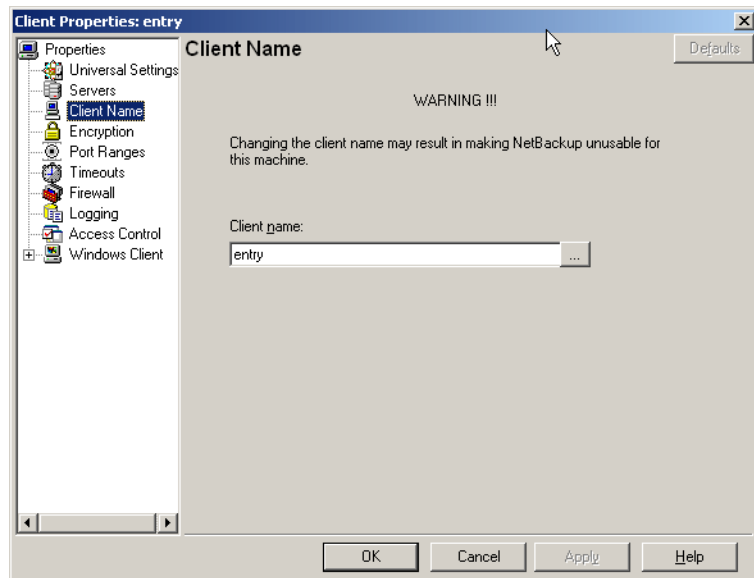 Client Properties: entry
Properties
Universal Settings
Servers
Client Name
Encryption
Port Ranges
Timeouts
Firewall
Logging
Access Control
Windows Client
Client Name
Defaults
WARNING !!!
Changing the client name may result in making NetBackup unusable for
this machine.
Client name:
entry
...
OK
Cancel
Apply
Help